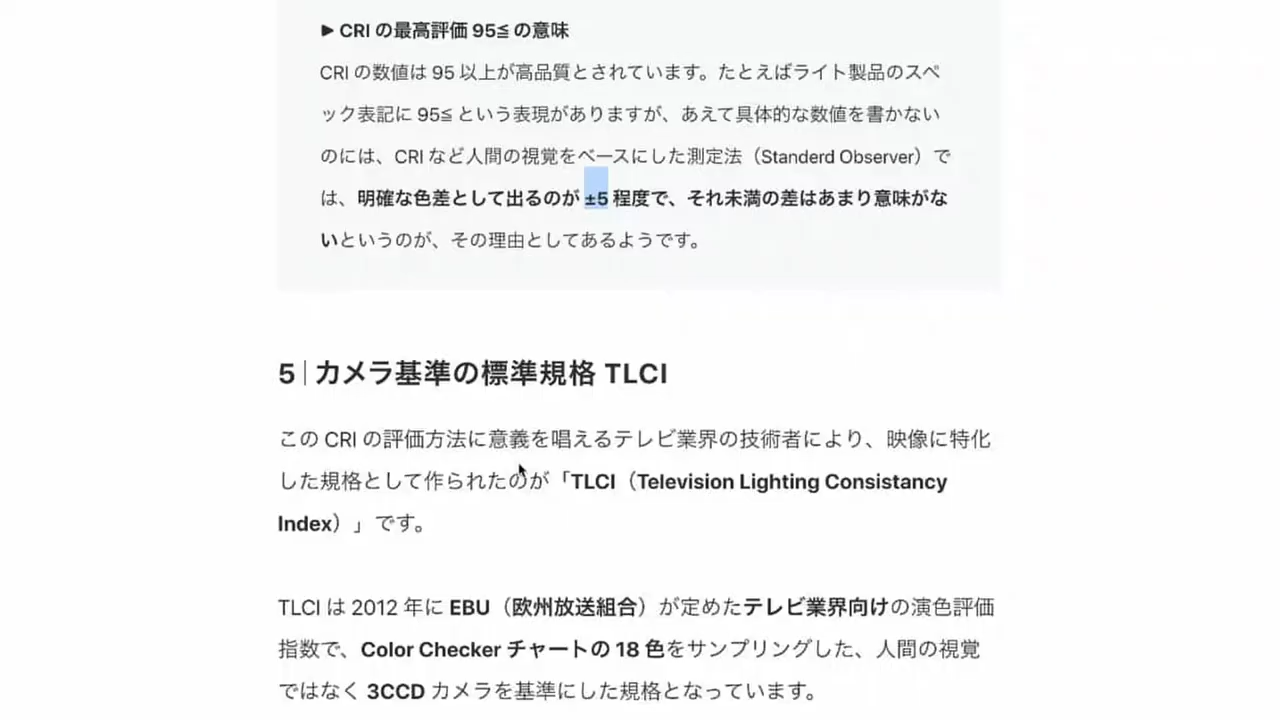 ▶ CRI の最高評価 95≦ の意味
CRI の数値は 95 以上が高品質とされています。たとえばライト製品のスペ
ック表記に 95≦ という表現がありますが、あえて具体的な数値を書かない
のには、CRI など人間の視覚をベースにした測定法（Standerd Observer）で
は、明確な色差として出るのが ±5 程度で、それ未満の差はあまり意味がな
いというのが、その理由としてあるようです。
5｜カメラ基準の標準規格 TLCI
この CRI の評価方法に意義を唱えるテレビ業界の技術者により、映像に特化
した規格として作られたのが「TLCI（Television Lighting Consistancy
Index）」です。
TLCI は 2012 年に EBU（欧州放送組合）が定めたテレビ業界向けの演色評価
指数で、Color Checker チャートの 18 色をサンプリングした、人間の視覚
ではなく 3CCD カメラを基準にした規格となっています。